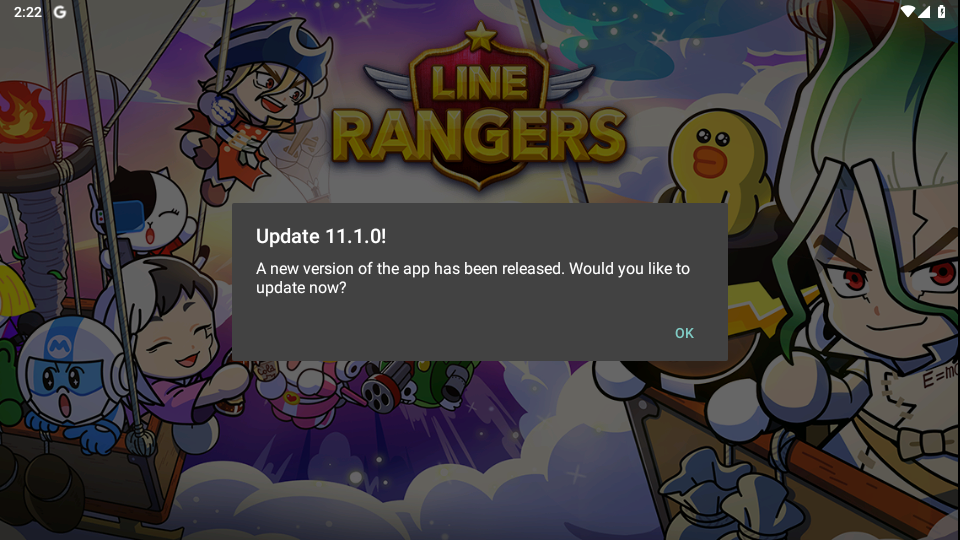 2:22 G
LINE
RANGERS
Update 11.1.0!
A new version of the app has been released. Would you like to
update now?
OK
M